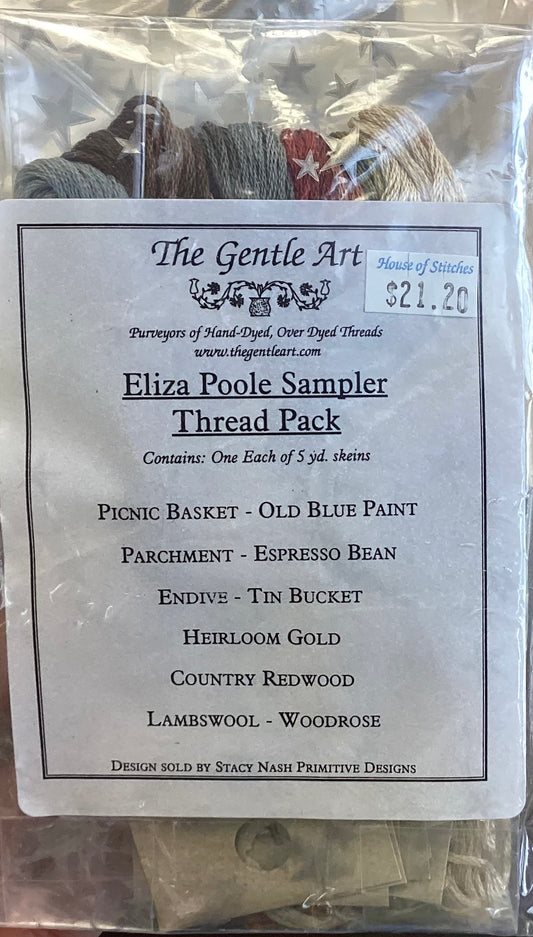 The Gentle Art
House of Stitches
$21.20
Purveyors of Hand-Dyed, Over Dyed Threads
www.thegentleart.com
Eliza Poole Sampler
Thread Pack
Contains: One Each of 5 yd. skeins
PICNIC BASKET - OLD BLUE PAINT
PARCHMENT - ESPRESSO BEAN
ENDIVE - TIN BUCKET
HEIRLOOM GOLD
COUNTRY REDWOOD
LAMBSWOOL - WOODROSE
DESIGN SOLD BY STACY NASH PRIMITIVE DESIGNS